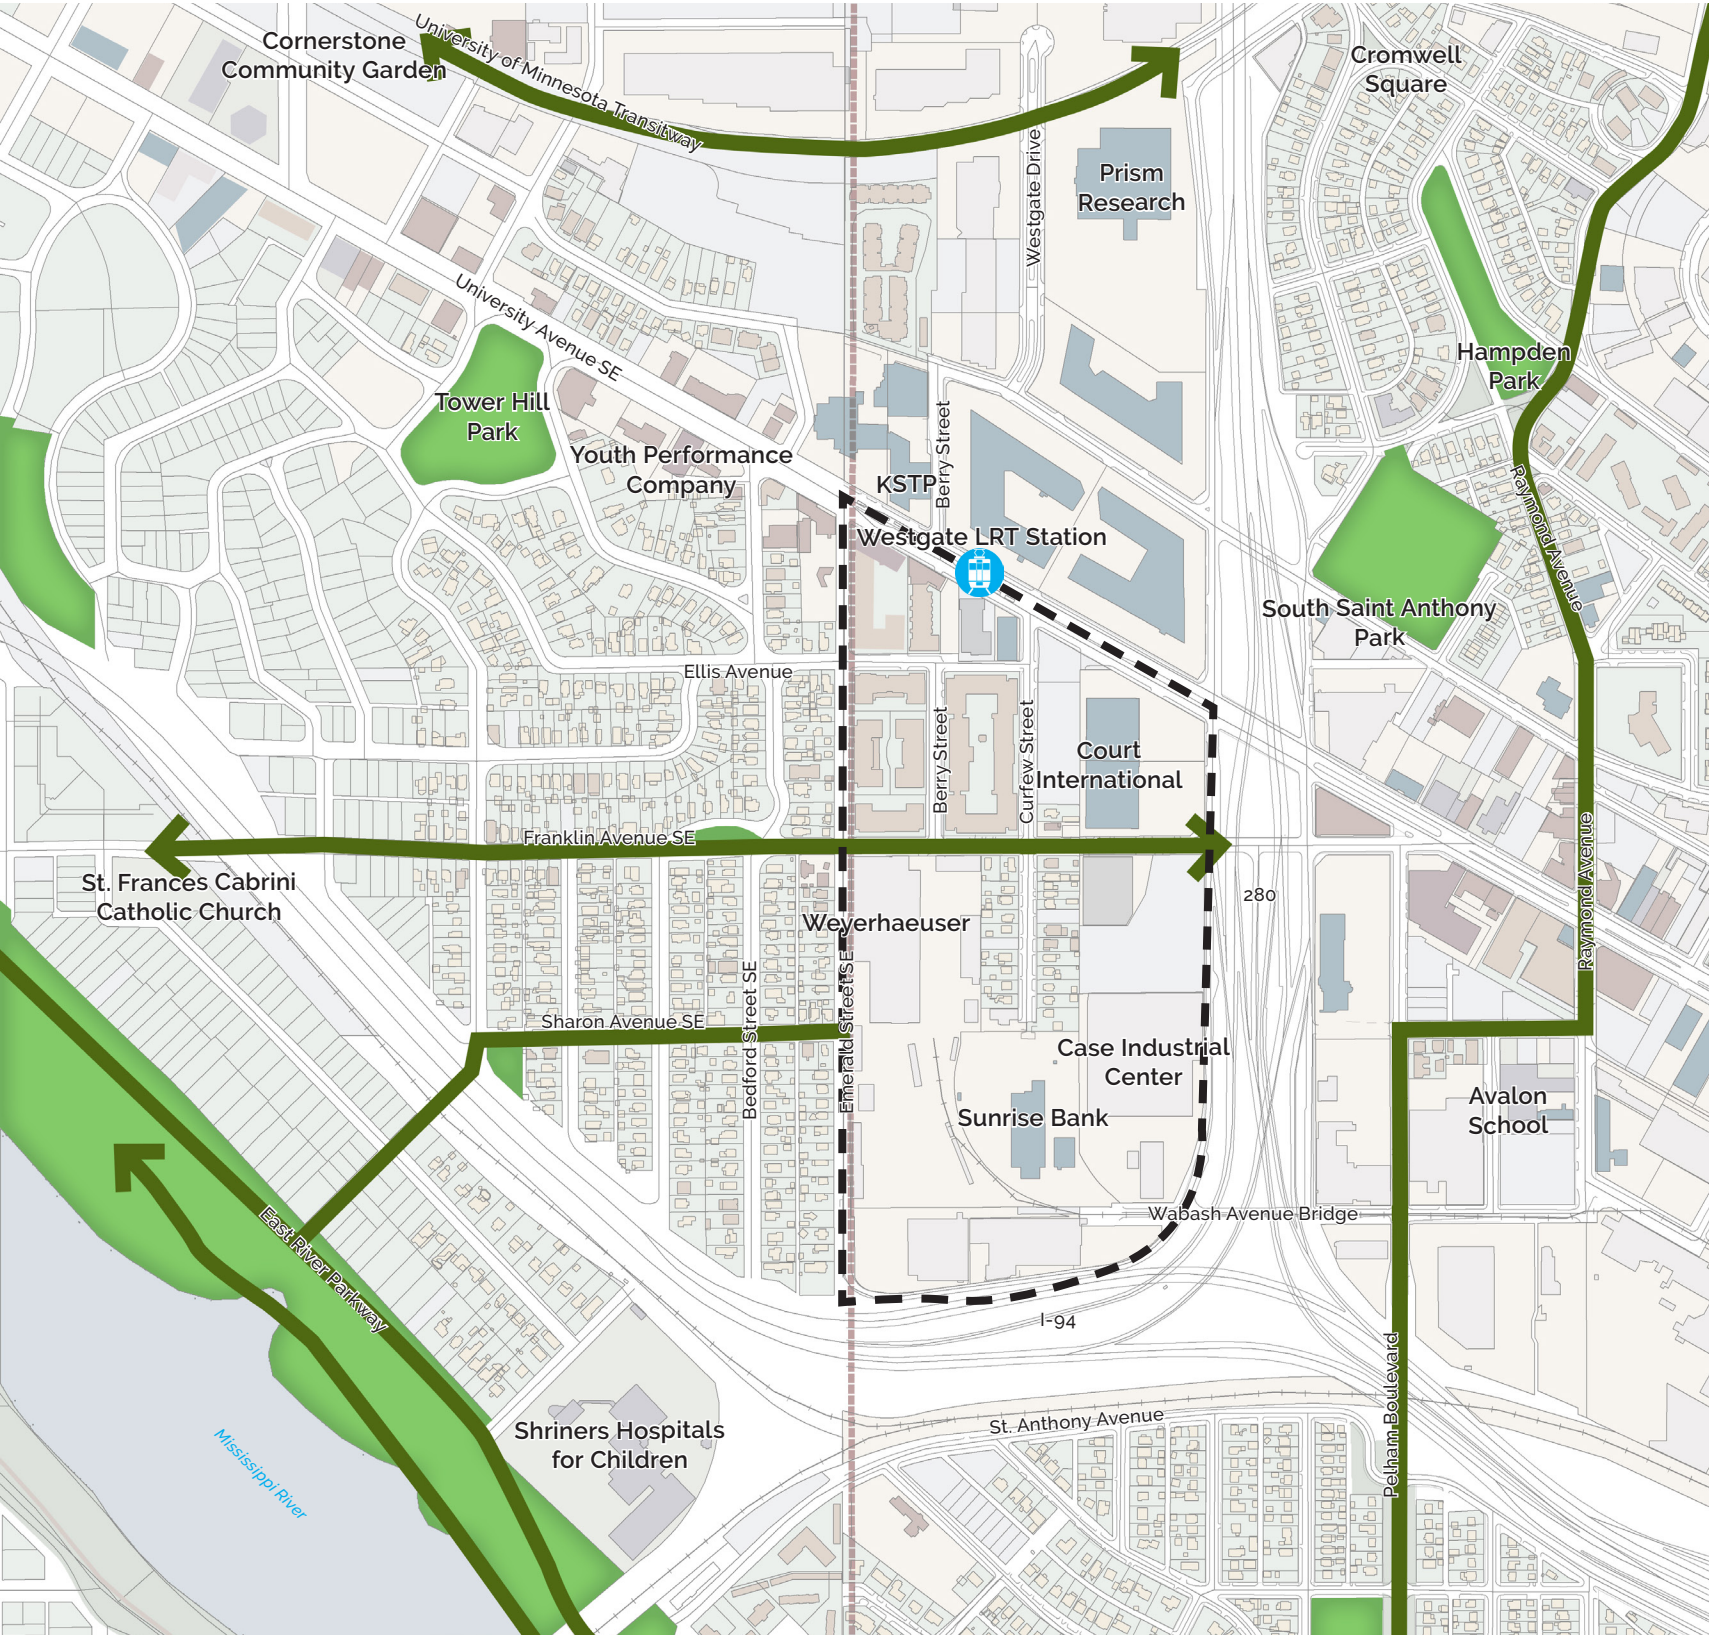 University of Minnesota Transitway
Cornerstone
Community Garden
Cromwell
Square
Westgate Drive
Prism
Research
University Avenue SE
Hampden
Park
Tower Hill
Park
Youth Performance
Company
KSTP
Berry Street
Westgate LRT Station
Raymond Avenue
South Saint Anthony
Park
Ellis Avenue
Berry Street
Curfew Street
Court
International
Franklin Avenue SE
Raymond Avenue
St. Frances Cabrini
Catholic Church
280
Weyerhaeuser
Sharon Avenue SE
Bedford Street SE
Emerald Street SE
Case Industrial
Center
Sunrise Bank
Avalon
School
East River Parkway
Wabash Avenue Bridge
I-94
Pelham Boulevard
Shriners Hospitals
for Children
St. Anthony Avenue
Mississippi River